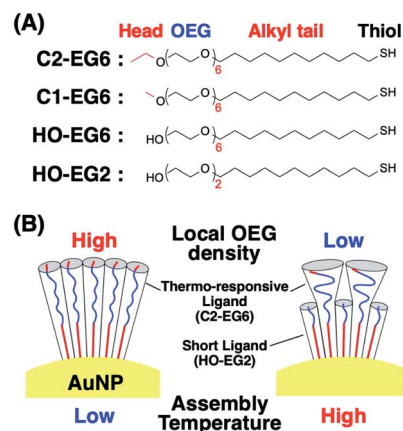 (A)
Head OEG Alkyl tail Thiol
C2-EG6 : O ( O ) 6 SH
C1-EG6 : O ( O ) 6 SH
HO-EG6 : HO ( O ) 6 SH
HO-EG2 : HO ( O ) 2 SH
(B)
High Local OEG density Low
Thermo-responsive
Ligand
(C2-EG6)
Short Ligand
(HO-EG2)
AuNP
Low Assembly Temperature High